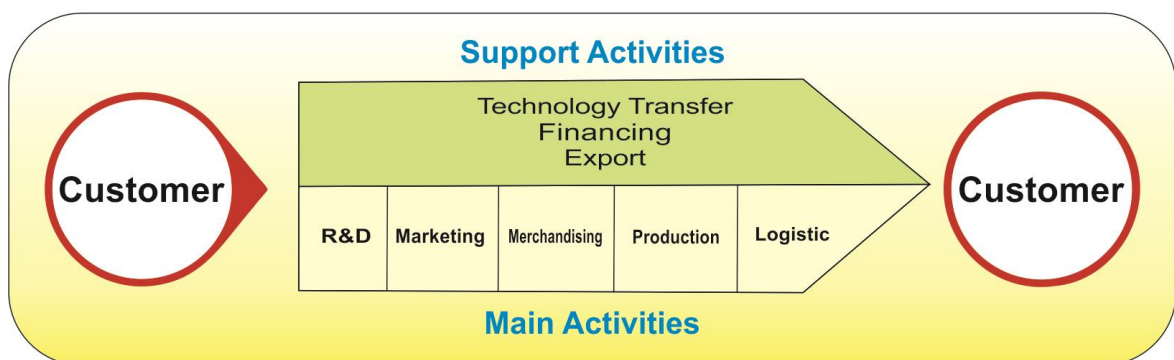 Support Activities
Technology Transfer
Financing
Export
Customer
Customer
R&D
Marketing
Merchandising
Production
Logistic
Main Activities